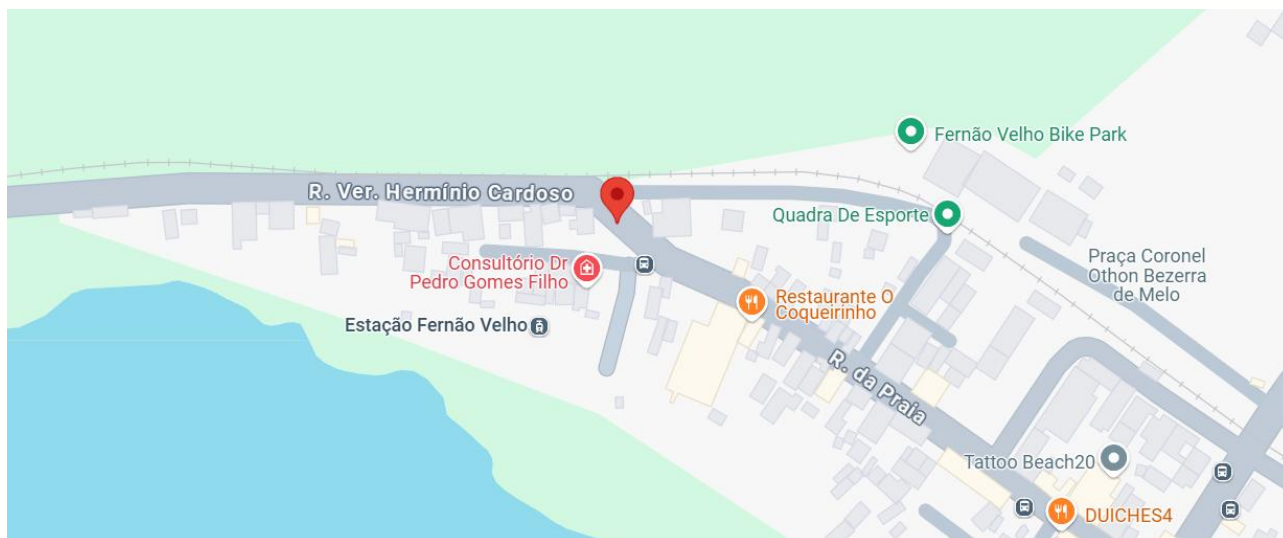 Fernão Velho Bike Park
R. Ver. Hermínio Cardoso
Quadra De Esporte
Consultório Dr
Pedro Gomes Filho
Praça Coronel
Othon Bezerra
de Melo
Restaurante O
Coqueirinho
Estação Fernão Velho
R. da Praia
Tattoo Beach20
DUICHES4